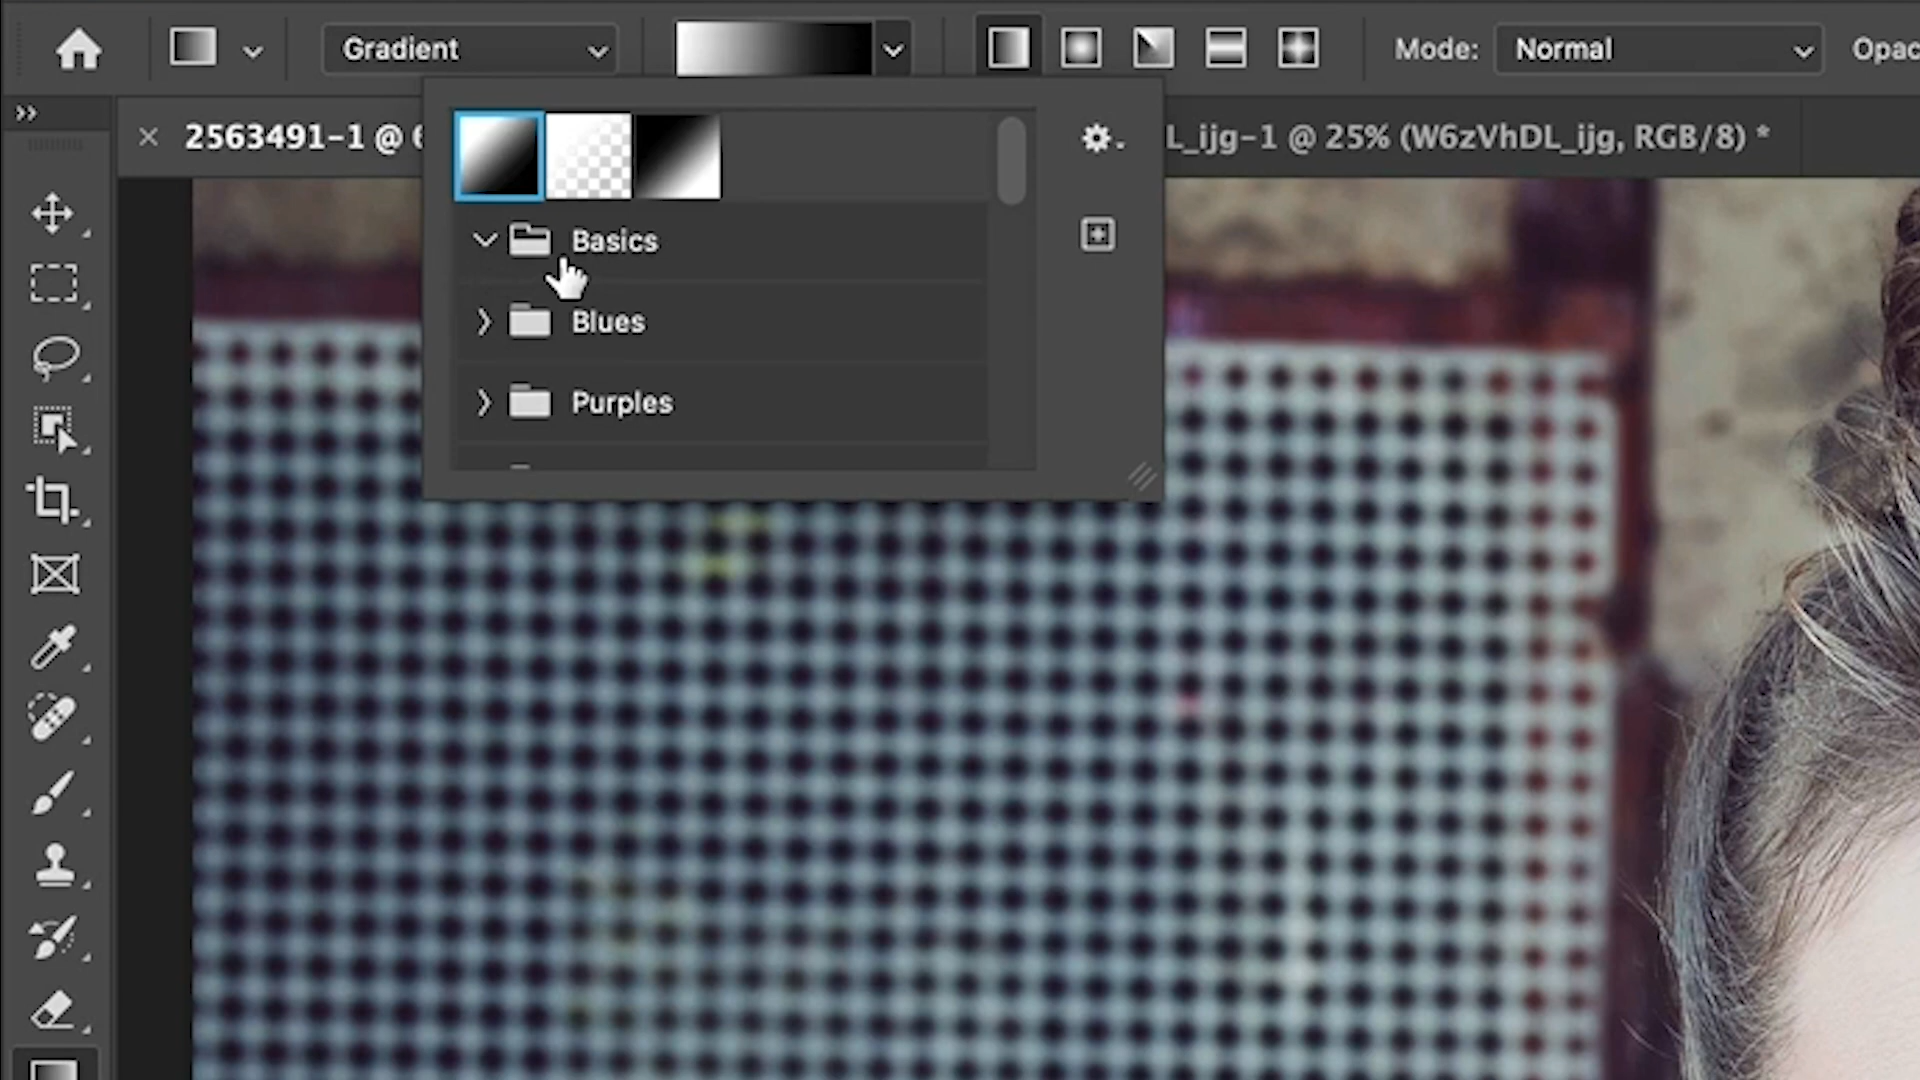 Gradient
Mode: Normal
Opac
2563491-1 @ 6
L_ijg-1 @ 25% (W6zVhDL_ijg, RGB/8) *
Basics
Blues
Purples